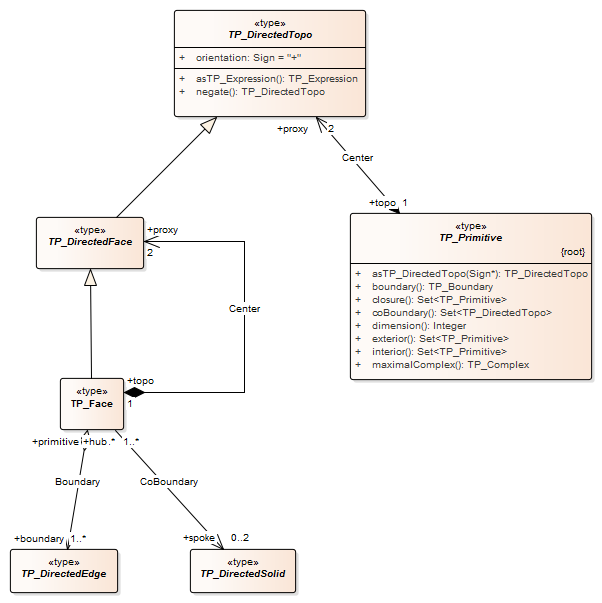 «type»
TP_DirectedTopo
+ orientation: Sign = "+"
+ asTP_Expression(): TP_Expression
+ negate(): TP_DirectedTopo
+proxy 2
Center
+topo 1
«type»
TP_Primitive
{root}
+ asTP_DirectedTopo(Sign*): TP_DirectedTopo
+ boundary(): TP_Boundary
+ closure(): Set<TP_Primitive>
+ coBoundary(): Set<TP_DirectedTopo>
+ dimension(): Integer
+ exterior(): Set<TP_Primitive>
+ interior(): Set<TP_Primitive>
+ maximalComplex(): TP_Complex
«type»
TP_DirectedFace
+proxy
2
Center
«type»
TP_Face
+topo
1
+primitive +hub.* 1..*
Boundary
CoBoundary
+boundary 1..*
+spoke 0..2
«type»
TP_DirectedEdge
«type»
TP_DirectedSolid